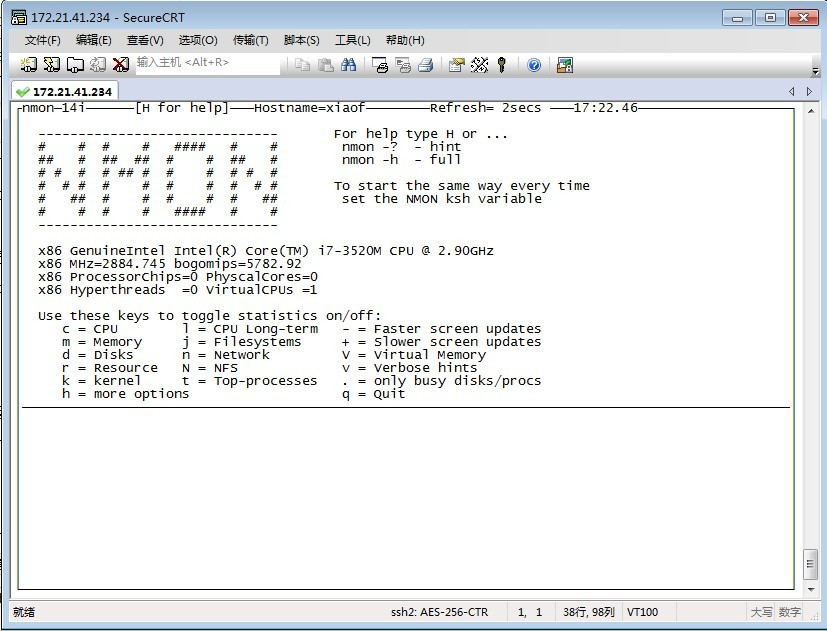 172.21.41.234 - SecureCRT
文件(F) 编辑(E) 查看(V) 选项(O) 传输(T) 脚本(S) 工具(L) 帮助(H)
输入主机 <Alt+R>
172.21.41.234
nmon-14i [H for help] Hostname=xiaof Refresh= 2secs 17:22.46
------------------------------ For help type H or ...
# # # # #### # # nmon -? - hint
## # ## ## # # ## # nmon -h - full
# # # # ## # # # # # #
# # # # # # # # # # To start the same way every time
# ## # # # # # ## set the NMON ksh variable
# # # # #### # #
------------------------------
x86 GenuineIntel Intel(R) Core(TM) i7-3520M CPU @ 2.90GHz
x86 MHz=2884.745 bogomips=5782.92
x86 ProcessorChips=0 PhyscalCores=0
x86 Hyperthreads =0 VirtualCPUs =1
Use these keys to toggle statistics on/off:
c = CPU l = CPU Long-term - = Faster screen updates
m = Memory j = Filesystems + = Slower screen updates
d = Disks n = Network V = Virtual Memory
r = Resource N = NFS v = Verbose hints
k = kernel t = Top-processes . = only busy disks/procs
h = more options q = Quit
就绪 ssh2: AES-256-CTR 1, 1 38行, 98列 VT100 大写 数字